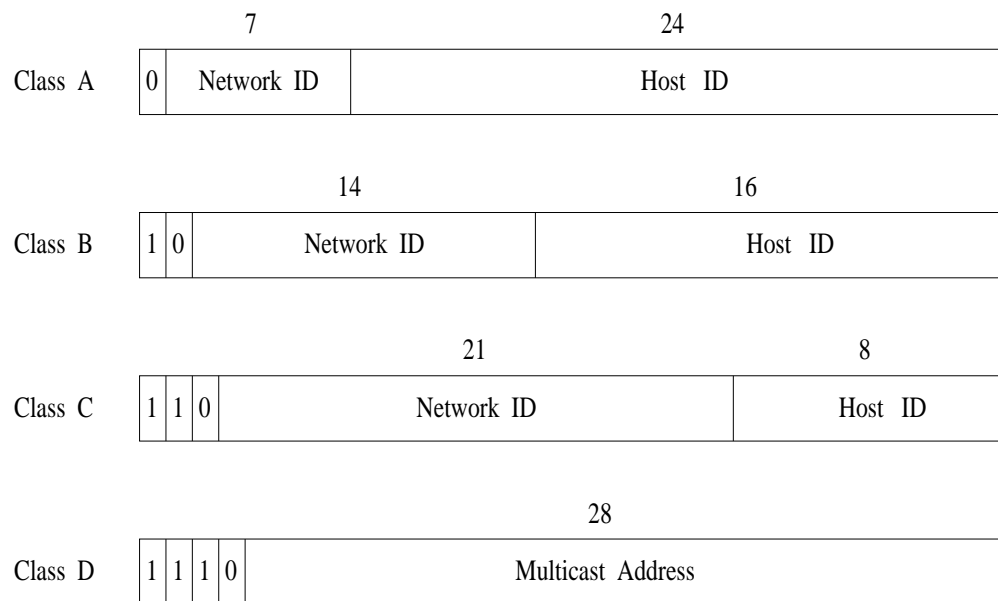 7 24
Class A 0 Network ID Host ID
14 16
Class B 1 0 Network ID Host ID
21 8
Class C 1 1 0 Network ID Host ID
28
Class D 1 1 1 0 Multicast Address